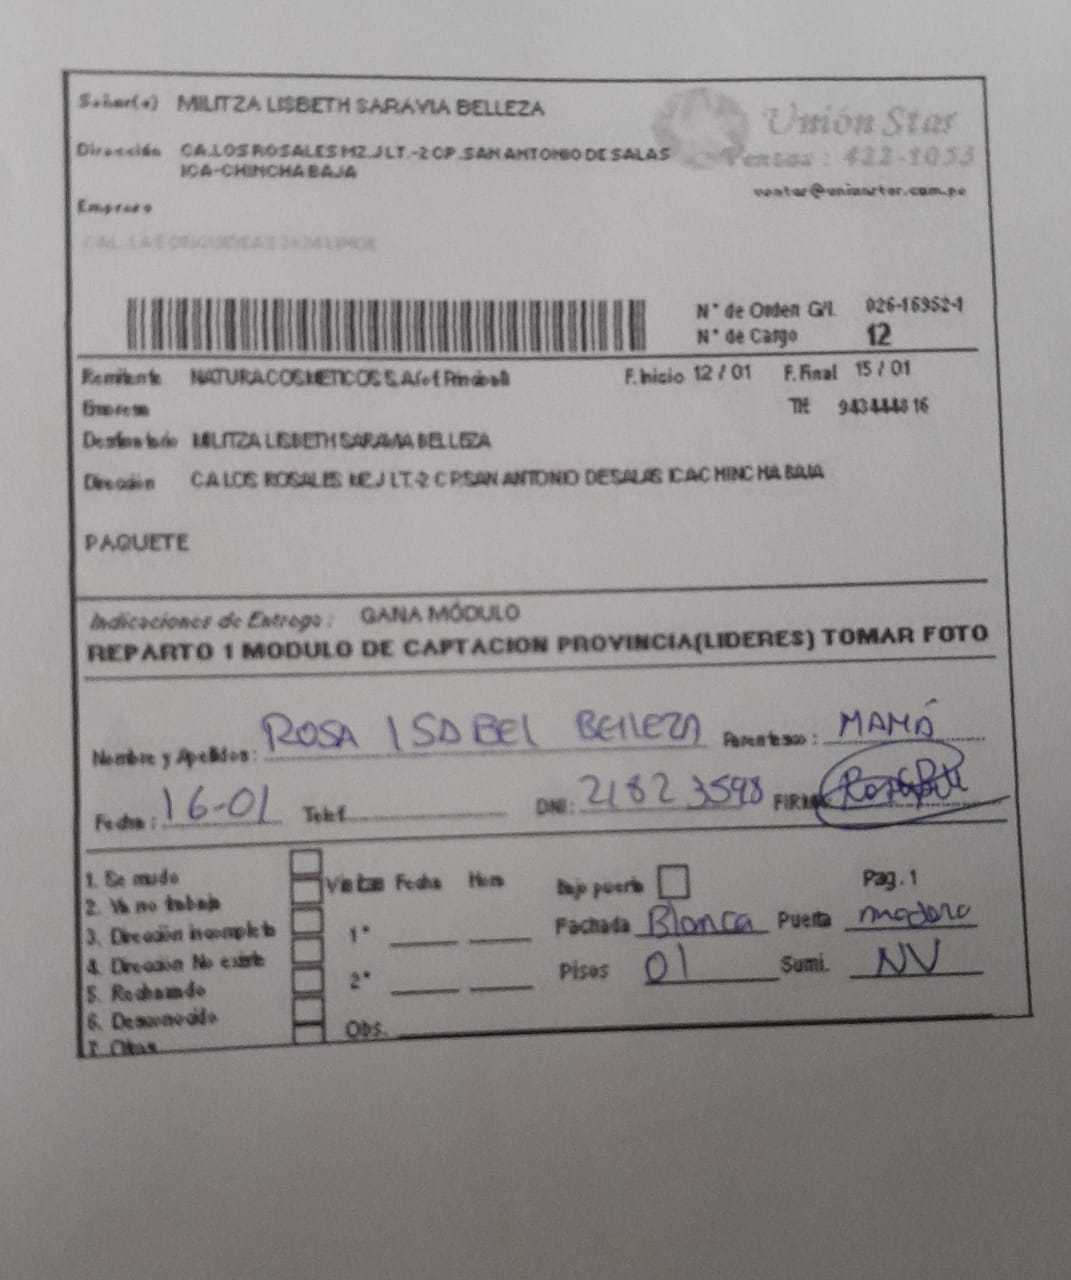 Señor(a) MILITZA LISBETH SARAVIA BELLEZA
Unión Star
Ventas : 422-1053
ventas@unionstar.com.pe
Dirección CA.LOS ROSALES MZ.J LT.-2 CP.SAN ANTONIO DE SALAS
ICA-CHINCHA BAJA
Empresa
N° de Orden G/I. 026-16952-1
N° de Cargo 12
Remitente NATURA COSMETICOS S.A
F. Inicio 12 / 01 F. Final 15 / 01
Empresa
Tlf: 943444816
Destinatario MILITZA LISBETH SARAVIA BELLEZA
Dirección CA LOS ROSALES MZ.J LT.-2 CP.SAN ANTONIO DE SALAS ICA CHINCHA BAJA
PAQUETE
Indicaciones de Entrega : GANA MÓDULO
REPARTO 1 MODULO DE CAPTACION PROVINCIA(LIDERES) TOMAR FOTO
Nombre y Apellidos : ROSA ISABEL BELLEZA Parentesco : MAMÁ
Fecha : 16-01 Telef. DNI : 21823598 FIRMA
1. Se mudo
2. Ya no trabaja
3. Dirección incompleta
4. Dirección No existe
5. Rechazado
6. Desconocido
7. Otros
Visitas Fecha Hora
1°
2°
Obs.
Bajo puerta Pag. 1
Fachada Blanca Puerta madera
Pisos 01 Sumi. NV